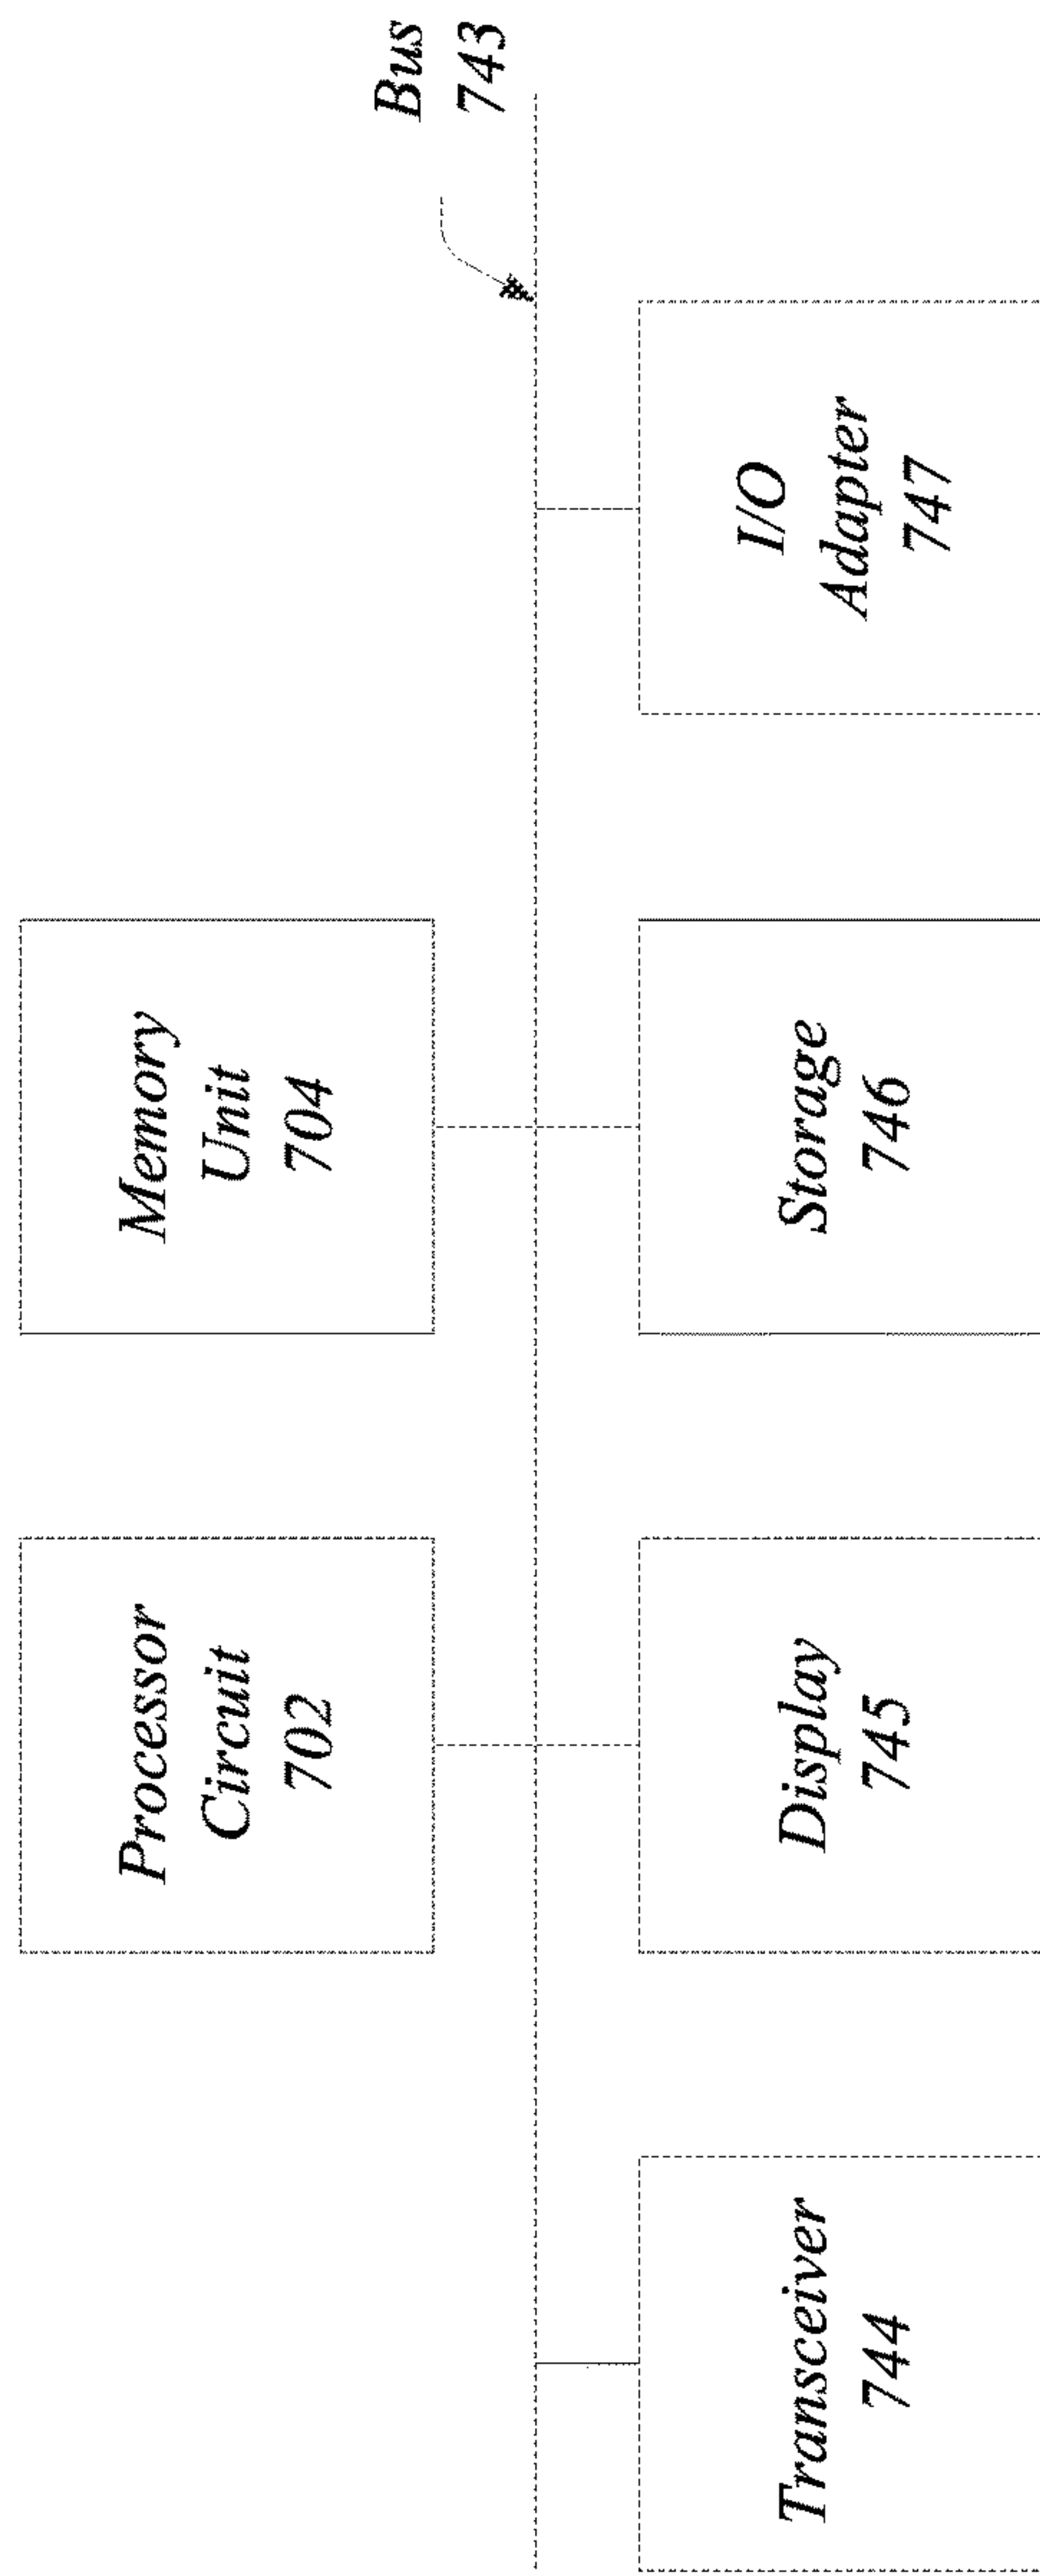 Processor
Circuit
702
Memory
Unit
704
Bus
743
Transceiver
744
Display
745
Storage
746
I/O
Adapter
747